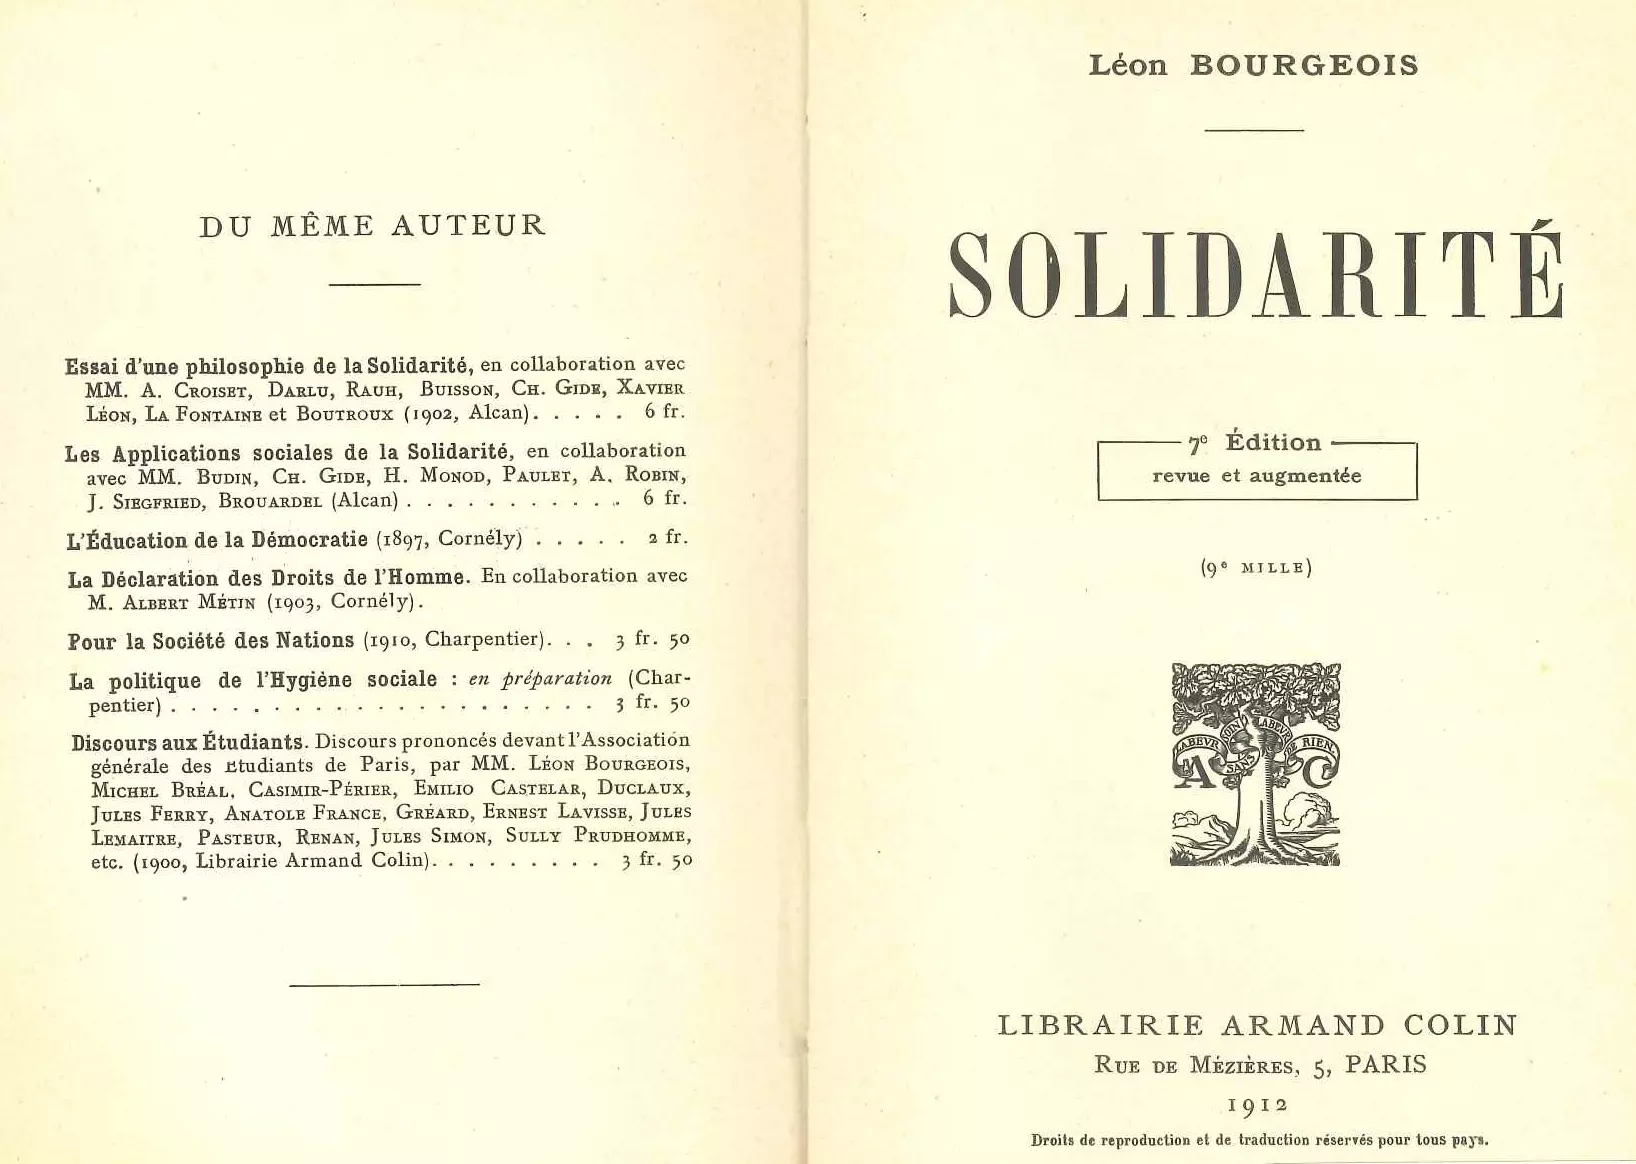 DU MÊME AUTEUR
Essai d'une philosophie de la Solidarité, en collaboration avec
MM. A. CROISET, DARLU, RAUH, BUISSON, CH. GIDE, XAVIER
LÉON, LA FONTAINE et BOUTROUX (1902, Alcan). . . . . 6 fr.
Les Applications sociales de la Solidarité, en collaboration
avec MM. BUDIN, CH. GIDE, H. MONOD, PAULET, A. ROBIN,
J. SIEGFRIED, BROUARDEL (Alcan) . . . . . . . . . . . 6 fr.
L'Éducation de la Démocratie (1897, Cornély) . . . . . 2 fr.
La Déclaration des Droits de l'Homme. En collaboration avec
M. ALBERT MÉTIN (1903, Cornély).
Pour la Société des Nations (1910, Charpentier). . . 3 fr. 50
La politique de l'Hygiène sociale : en préparation (Char-
pentier) . . . . . . . . . . . . . . . . . . . . . 3 fr. 50
Discours aux Étudiants. Discours prononcés devant l'Association
générale des Étudiants de Paris, par MM. LÉON BOURGEOIS,
MICHEL BRÉAL, CASIMIR-PÉRIER, EMILIO CASTELAR, DUCLAUX,
JULES FERRY, ANATOLE FRANCE, GRÉARD, ERNEST LAVISSE, JULES
LEMAITRE, PASTEUR, RENAN, JULES SIMON, SULLY PRUDHOMME,
etc. (1900, Librairie Armand Colin). . . . . . . . . 3 fr. 50
Léon BOURGEOIS
SOLIDARITÉ
7e Édition
revue et augmentée
(9e MILLE)
LABEVR SANS SOIN LABEVR DE RIEN
A C
LIBRAIRIE ARMAND COLIN
RUE DE MÉZIÈRES, 5, PARIS
1912
Droits de reproduction et de traduction réservés pour tous pays.